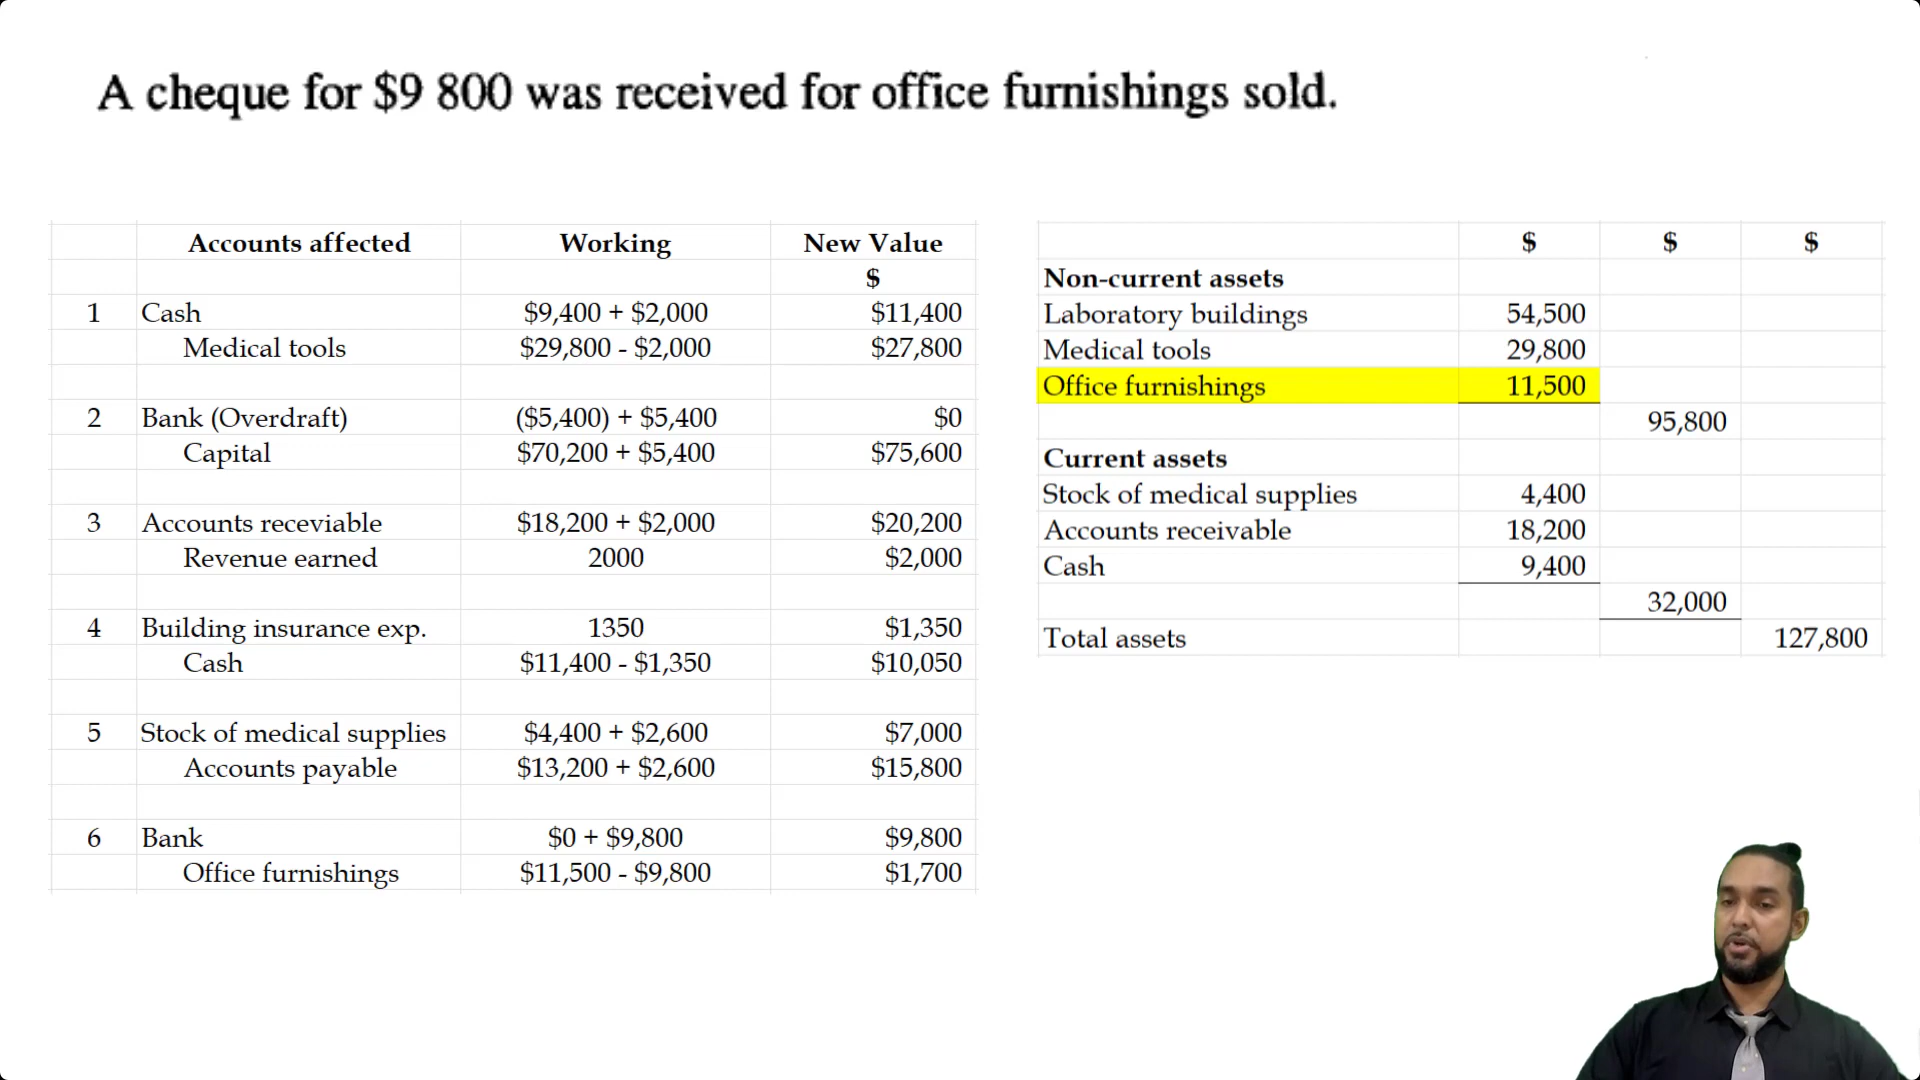 A cheque for $9 800 was received for office furnishings sold.
Accounts affected Working New Value
$
1 Cash $9,400 + $2,000 $11,400
Medical tools $29,800 - $2,000 $27,800
2 Bank (Overdraft) ($5,400) + $5,400 $0
Capital $70,200 + $5,400 $75,600
3 Accounts receviable $18,200 + $2,000 $20,200
Revenue earned 2000 $2,000
4 Building insurance exp. 1350 $1,350
Cash $11,400 - $1,350 $10,050
5 Stock of medical supplies $4,400 + $2,600 $7,000
Accounts payable $13,200 + $2,600 $15,800
6 Bank $0 + $9,800 $9,800
Office furnishings $11,500 - $9,800 $1,700
$ $ $
Non-current assets
Laboratory buildings 54,500
Medical tools 29,800
Office furnishings 11,500
95,800
Current assets
Stock of medical supplies 4,400
Accounts receivable 18,200
Cash 9,400
32,000
Total assets 127,800